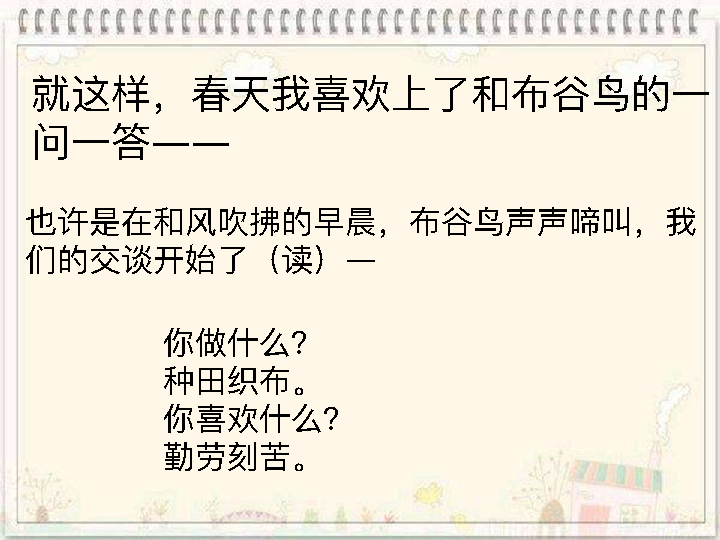 就这样，春天我喜欢上了和布谷鸟的一
问一答——
也许是在和风吹拂的早晨，布谷鸟声声啼叫，我
们的交谈开始了（读）—
你做什么？
种田织布。
你喜欢什么？
勤劳刻苦。